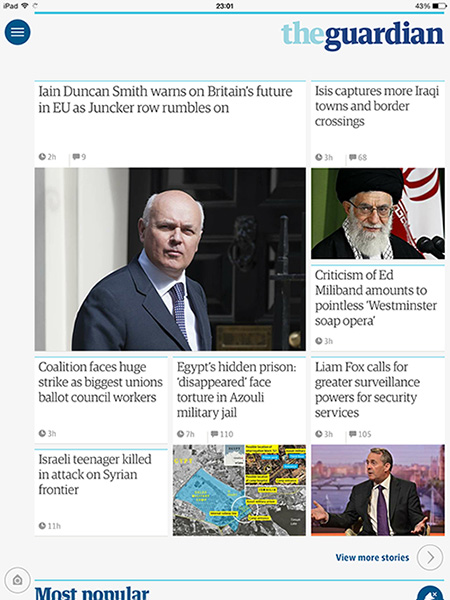 iPad 23:01 43%
theguardian
Iain Duncan Smith warns on Britain's future
in EU as Juncker row rumbles on
2h 9
Isis captures more Iraqi
towns and border
crossings
3h 68
Criticism of Ed
Miliband amounts to
pointless 'Westminster
soap opera'
3h
Coalition faces huge
strike as biggest unions
ballot council workers
3h
Egypt's hidden prison:
'disappeared' face
torture in Azouli
military jail
7h 110
Liam Fox calls for
greater surveillance
powers for security
services
3h 105
Israeli teenager killed
in attack on Syrian
frontier
11h
View more stories
Most popular